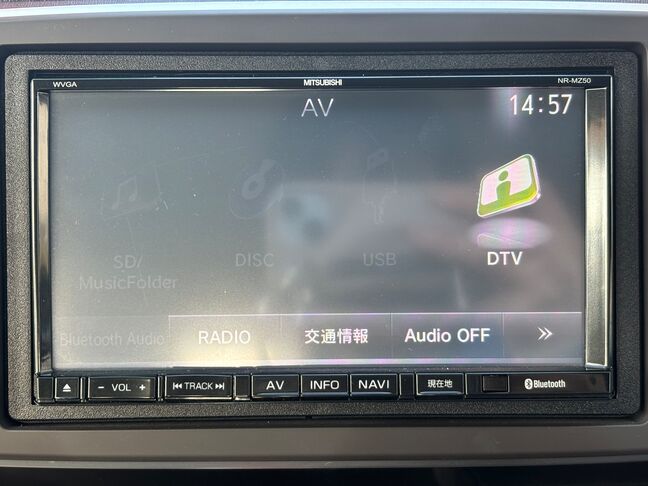 WVGA MITSUBISHI NR-MZ50
AV 14:57
SD/
MusicFolder
DISC USB DTV
Bluetooth Audio RADIO 交通情報 Audio OFF »
- VOL + TRACK AV INFO NAVI 現在地 Bluetooth